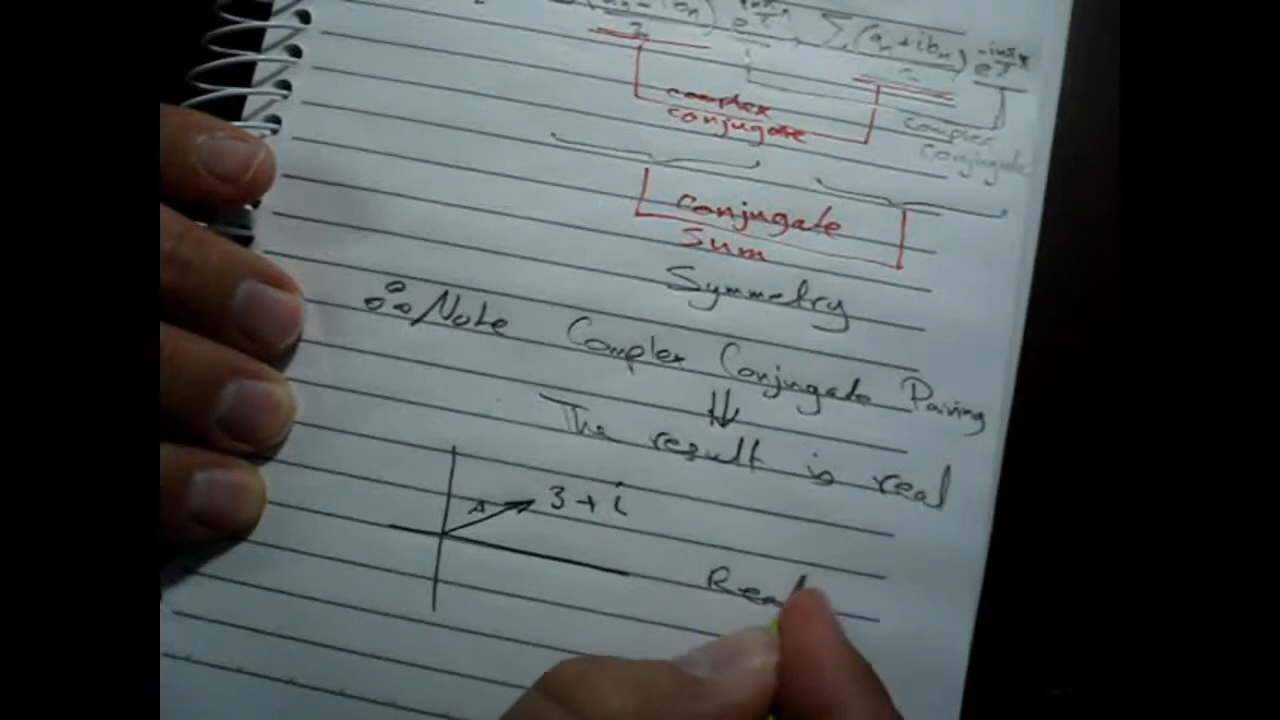 (aₙ + ibₙ)
complex
conjugate
complex
conjugate
conjugate
sum
Symmetry
Note Complex Conjugate Pairing
⇓
The result is real
A 3 + i
Real